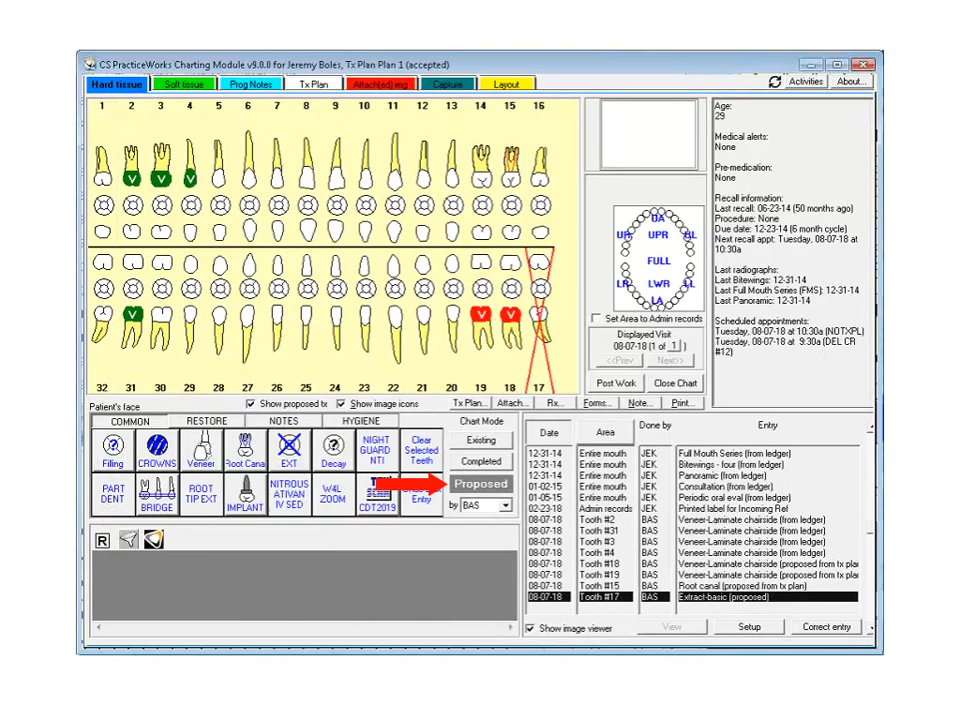 CS PracticeWorks Charting Module v9.0.0 for Jeremy Boles, Tx Plan Plan 1 (accepted)
Hard tissue Soft tissue Prog Notes Tx Plan Attach(ed) img Capture Layout Activities About...
1 2 3 4 5 6 7 8 9 10 11 12 13 14 15 16
V V V
V V V
32 31 30 29 28 27 26 25 24 23 22 21 20 19 18 17
UA
UR UPR UL
FULL
LR LWR LL
LA
Set Area to Admin records
Displayed Visit
08-07-18 (1 of 1 )
<<Prev Next>>
Post Work Close Chart
Age:
29
Medical alerts:
None
Pre-medication:
None
Recall information:
Last recall: 06-23-14 (50 months ago)
Procedure: None
Due date: 12-23-14 (6 month cycle)
Next recall appt: Tuesday, 08-07-18 at
10:30a
Last radiographs:
Last Bitewings: 12-31-14
Last Full Mouth Series (FMS): 12-31-14
Last Panoramic: 12-31-14
Scheduled appointments:
Tuesday, 08-07-18 at 10:30a (NOTXPL)
Tuesday, 08-07-18 at 9:30a (DEL CR
#12)
Patient's face Show proposed tx Show image icons Tx Plan... Attach... Rx... Forms... Note... Print...
COMMON RESTORE NOTES HYGIENE
Filling CROWNS Veneer Root Canal EXT Decay NIGHT GUARD NTI Clear Selected Teeth
PART DENT BRIDGE ROOT TIP EXT IMPLANT NITROUS ATIVAN IV SED W4L ZOOM CDT2019 Entry
Chart Mode
Existing
Completed
Proposed
by BAS
R
Date Area Done by Entry
12-31-14 Entire mouth JEK Full Mouth Series (from ledger)
12-31-14 Entire mouth JEK Bitewings - four (from ledger)
12-31-14 Entire mouth JEK Panoramic (from ledger)
01-02-15 Entire mouth JEK Consultation (from ledger)
01-05-15 Entire mouth JEK Periodic oral eval (from ledger)
02-23-18 Admin records JEK Printed label for Incoming Ref
08-07-18 Tooth #2 BAS Veneer-Laminate chairside (from ledger)
08-07-18 Tooth #31 BAS Veneer-Laminate chairside (from ledger)
08-07-18 Tooth #3 BAS Veneer-Laminate chairside (from ledger)
08-07-18 Tooth #4 BAS Veneer-Laminate chairside (from ledger)
08-07-18 Tooth #18 BAS Veneer-Laminate chairside (proposed from tx plan
08-07-18 Tooth #19 BAS Veneer-Laminate chairside (proposed from tx plan
08-07-18 Tooth #15 BAS Root canal (proposed from tx plan)
08-07-18 Tooth #17 BAS Extract-basic (proposed)
Show image viewer View Setup Correct entry